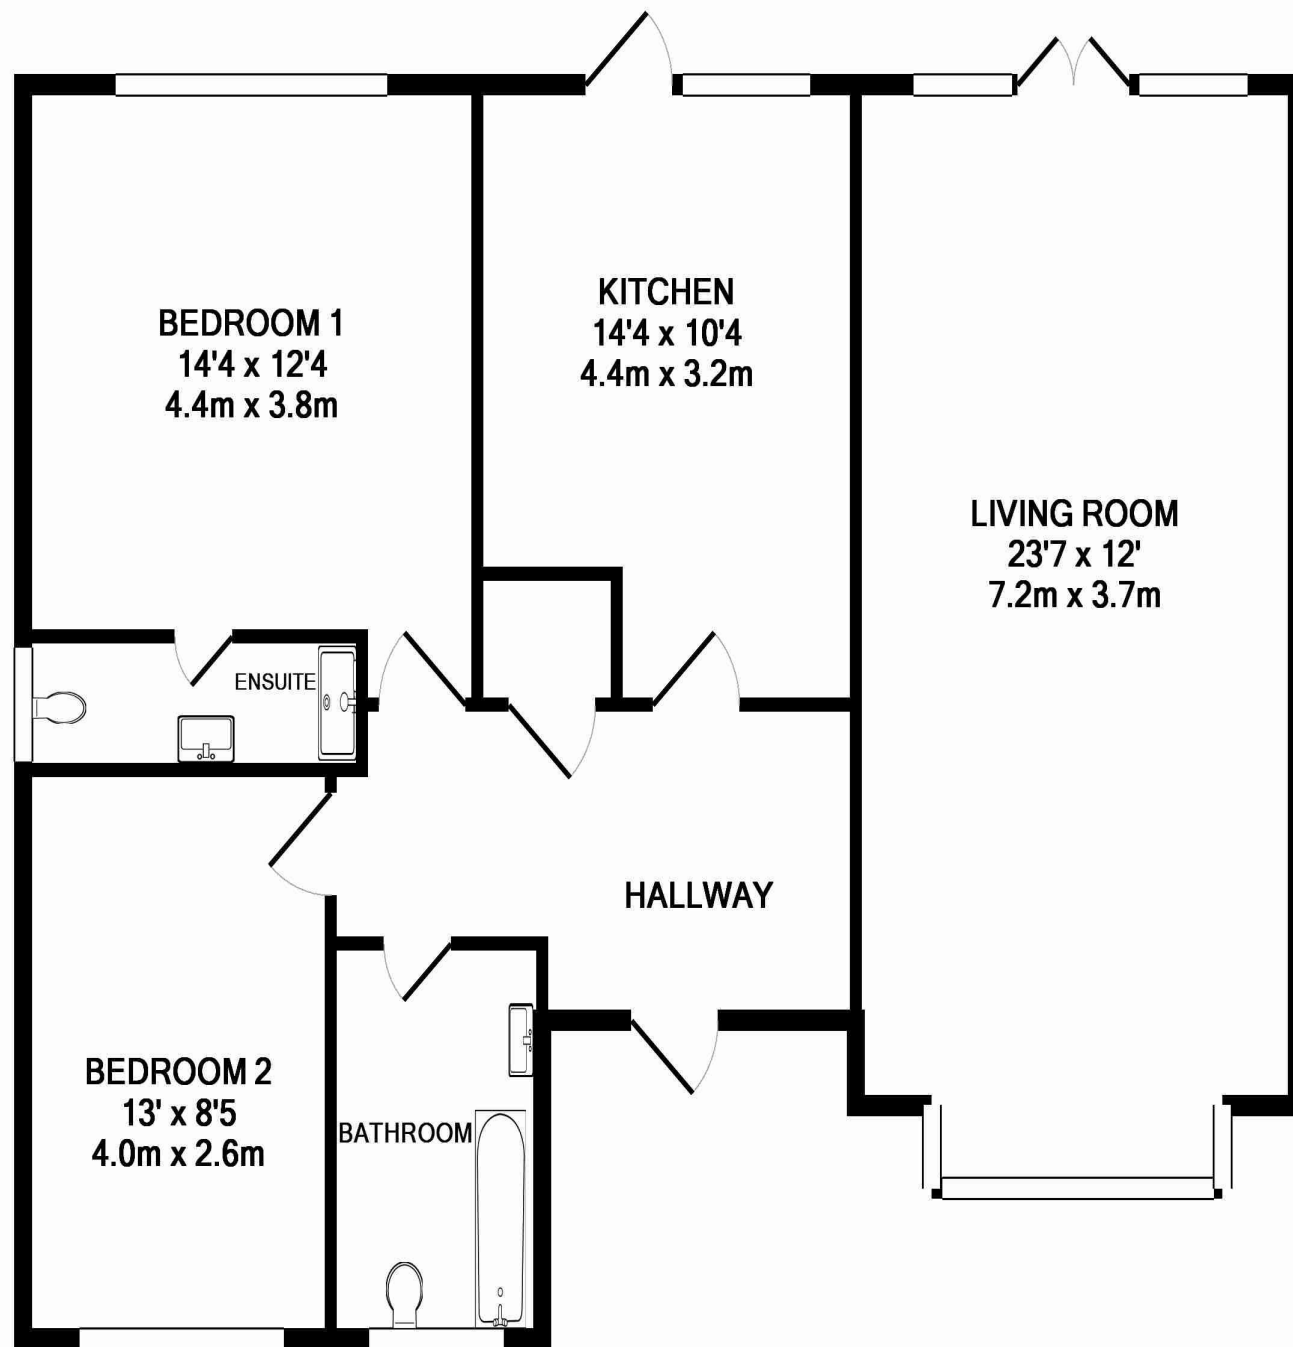 BEDROOM 1
14'4 x 12'4
4.4m x 3.8m
KITCHEN
14'4 x 10'4
4.4m x 3.2m
LIVING ROOM
23'7 x 12'
7.2m x 3.7m
ENSUITE
HALLWAY
BEDROOM 2
13' x 8'5
4.0m x 2.6m
BATHROOM